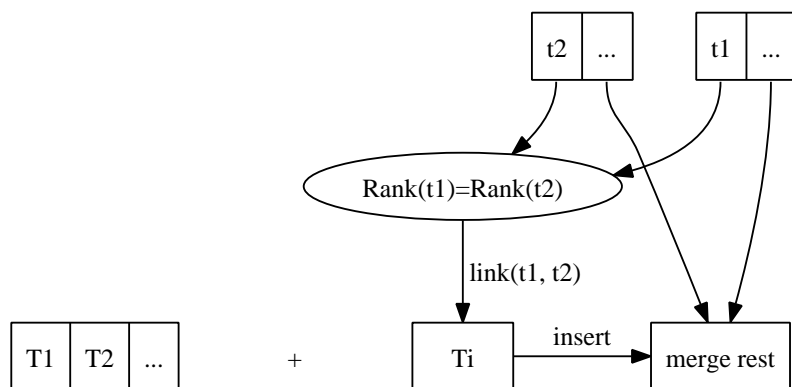 t2 ... t1 ...
Rank(t1)=Rank(t2)
link(t1, t2)
T1 T2 ... + Ti insert merge rest